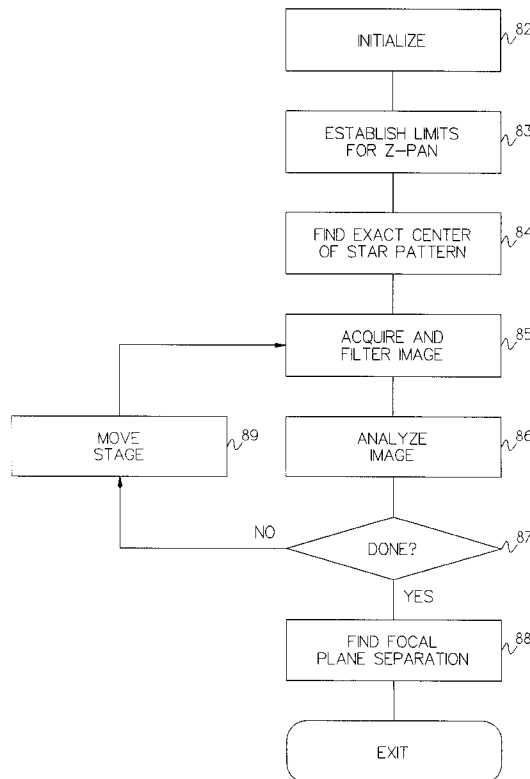 INITIALIZE
82
ESTABLISH LIMITS
FOR Z-PAN
83
FIND EXACT CENTER
OF STAR PATTERN
84
ACQUIRE AND
FILTER IMAGE
85
MOVE
STAGE
89
ANALYZE
IMAGE
86
NO
DONE?
87
YES
FIND FOCAL
PLANE SEPARATION
88
EXIT